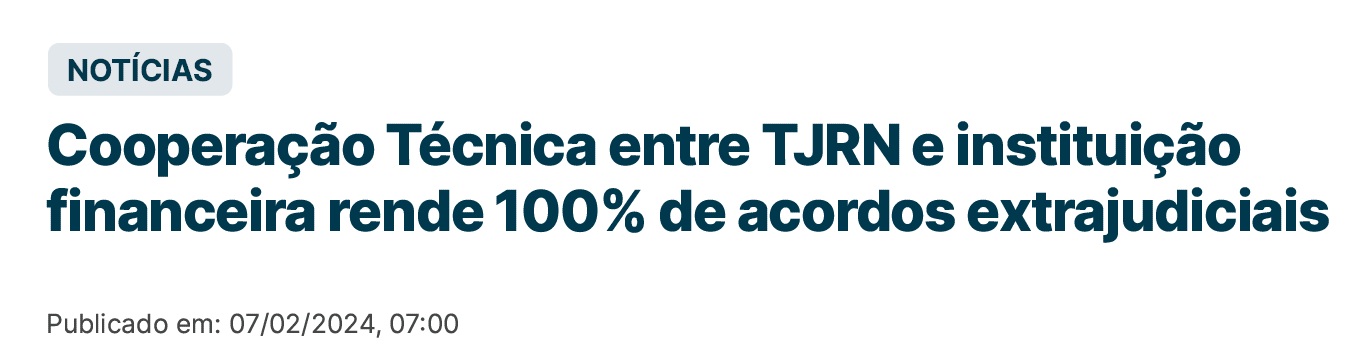 NOTÍCIAS
Cooperação Técnica entre TJRN e instituição
financeira rende 100% de acordos extrajudiciais
Publicado em: 07/02/2024, 07:00